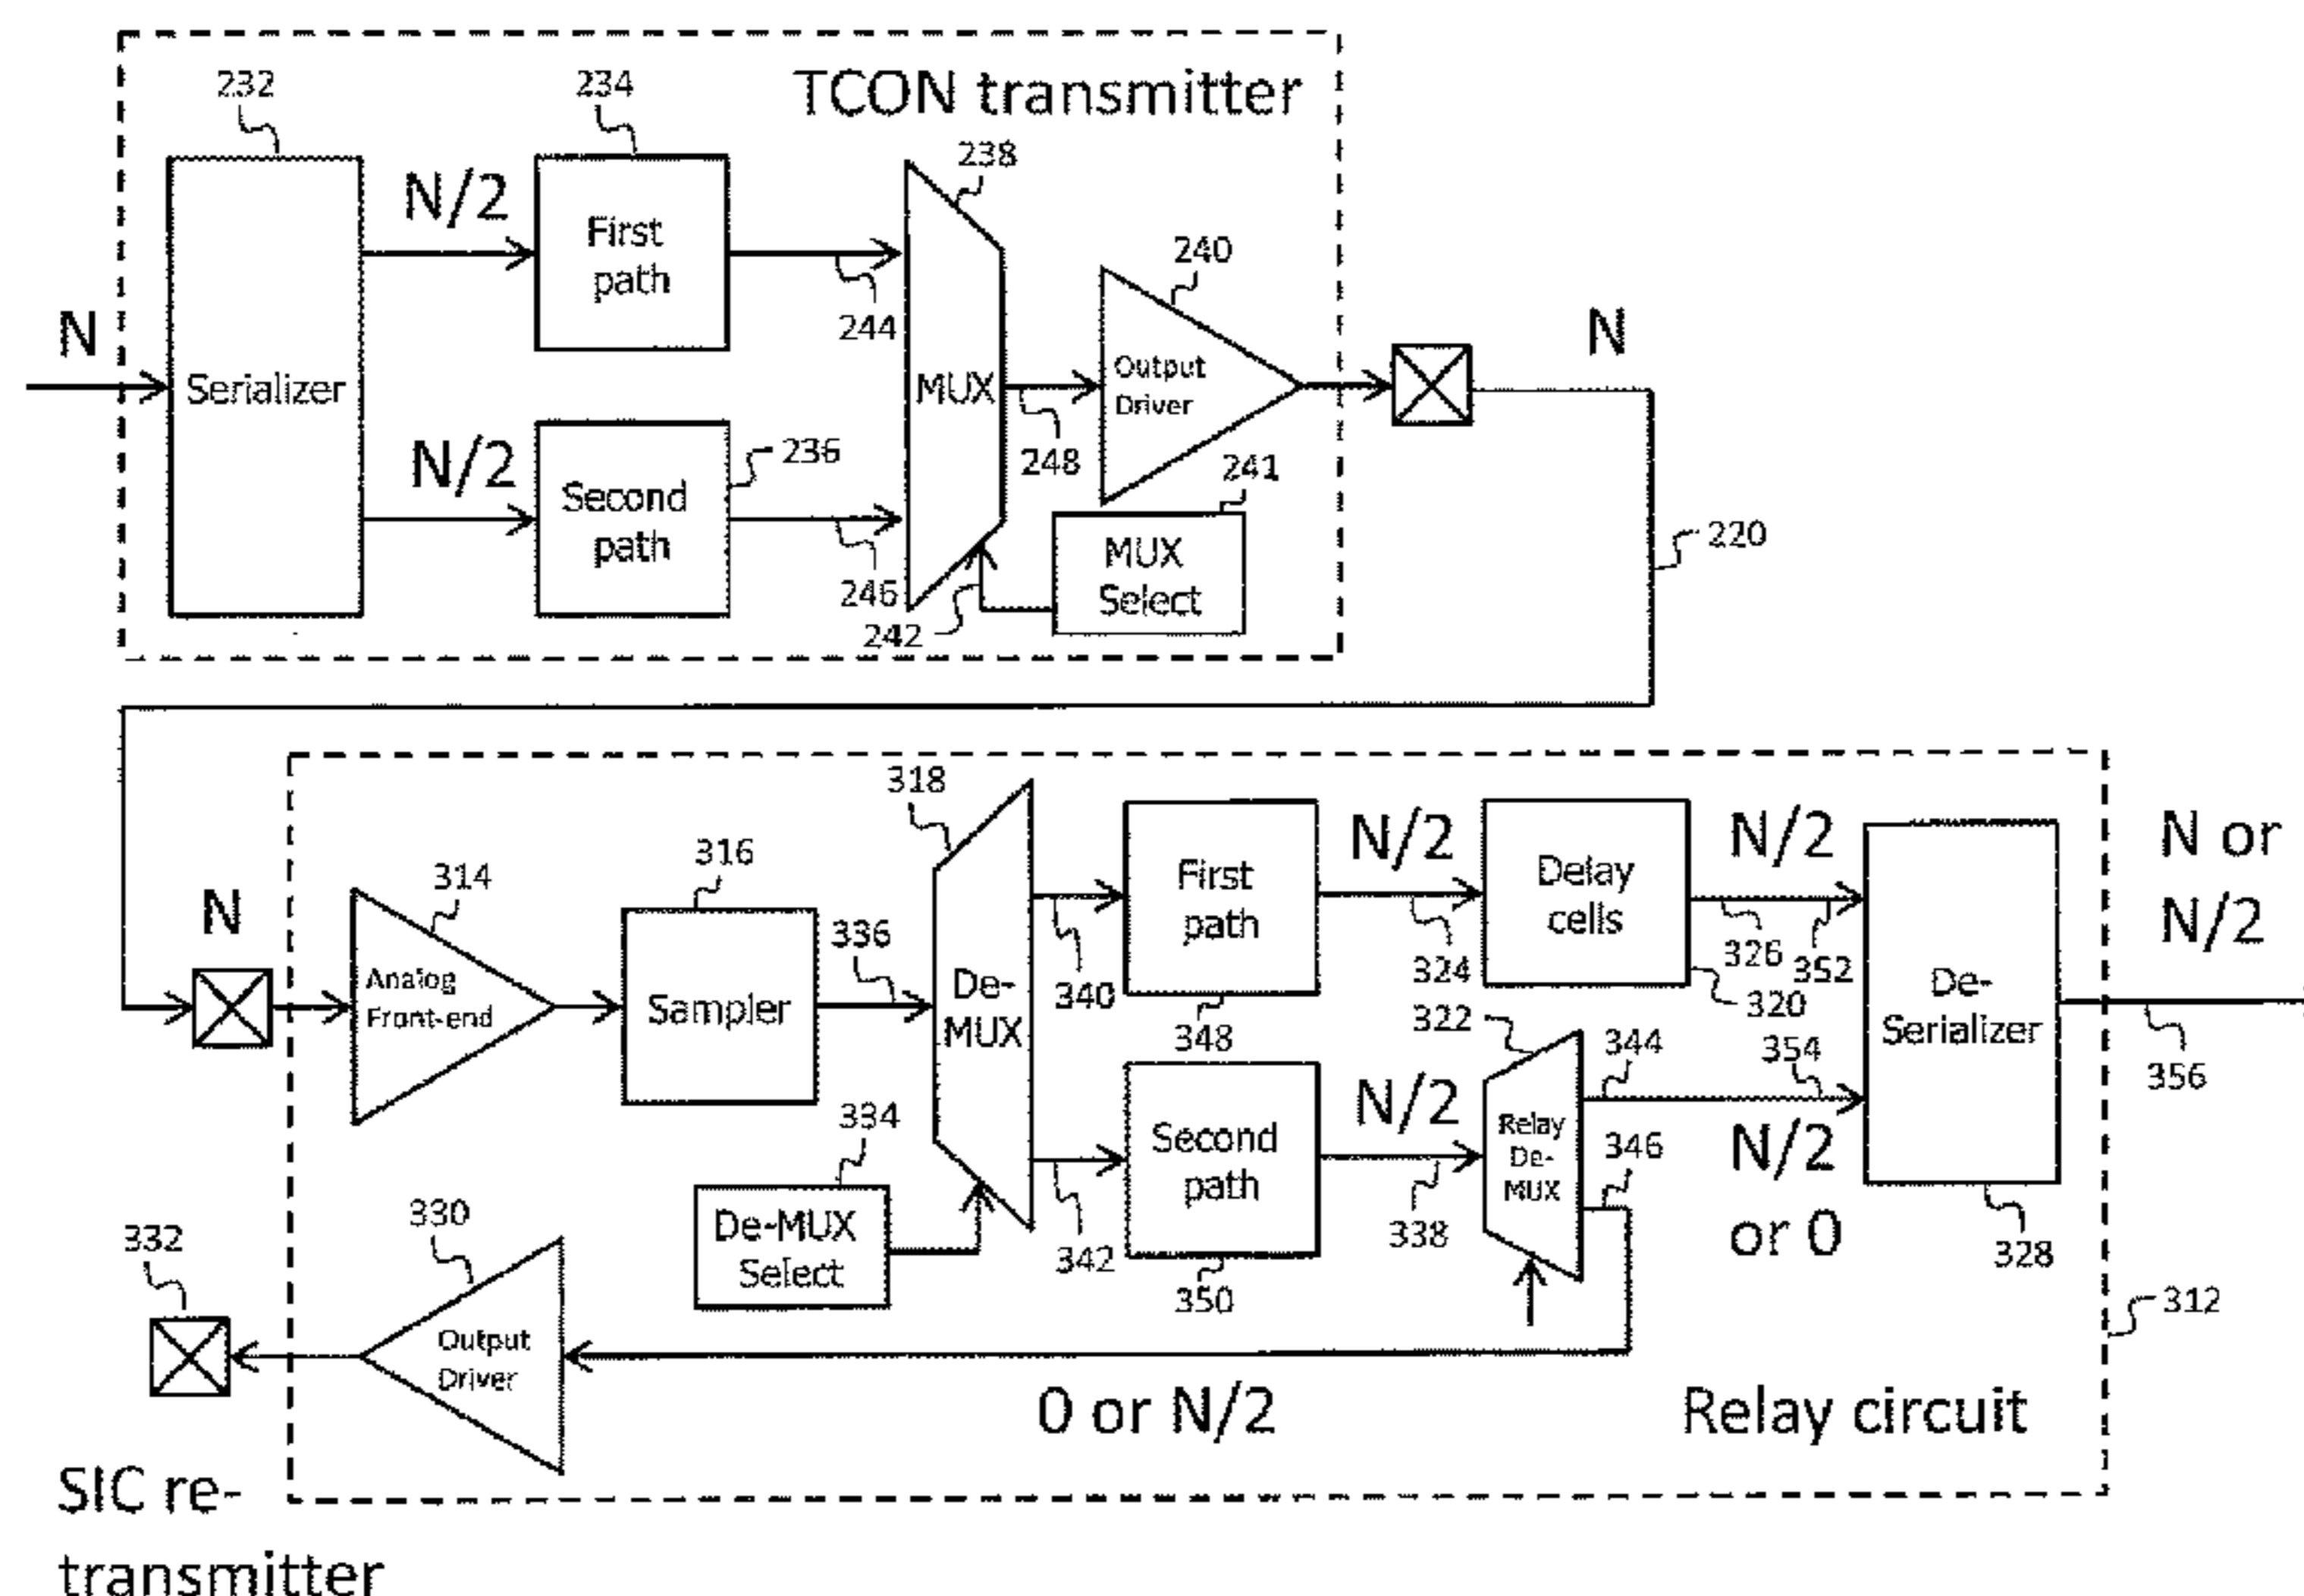 232
234
TCON transmitter
238
N/2
First
path
240
N
244
N
Serializer
MUX
Output
Driver
N/2
236
248
241
Second
path
MUX
Select
220
246
242
318
314
316
N/2
N/2
N or
N/2
First
path
Delay
cells
N
336
324
326
352
Analog
Front-end
Sampler
De-
MUX
340
320
De-
Serializer
348
322
344
354
356
334
N/2
Relay
De-
MUX
Second
path
N/2
or 0
346
332
330
De-MUX
Select
342
338
328
350
312
Output
Driver
0 or N/2
Relay circuit
SIC re-
transmitter